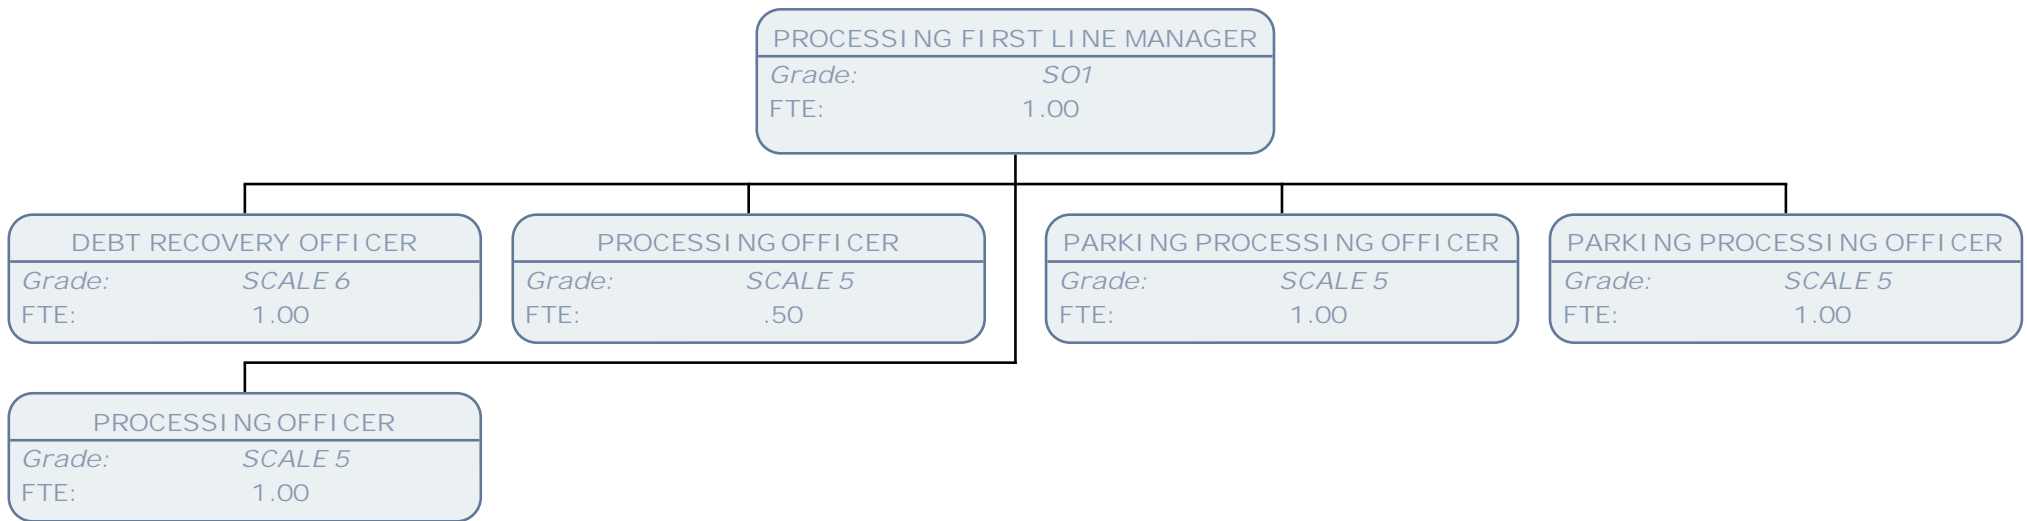 PROCESSING FIRST LINE MANAGER
Grade: SO1
FTE: 1.00
DEBT RECOVERY OFFICER
Grade: SCALE 6
FTE: 1.00
PROCESSING OFFICER
Grade: SCALE 5
FTE: .50
PARKING PROCESSING OFFICER
Grade: SCALE 5
FTE: 1.00
PARKING PROCESSING OFFICER
Grade: SCALE 5
FTE: 1.00
PROCESSING OFFICER
Grade: SCALE 5
FTE: 1.00